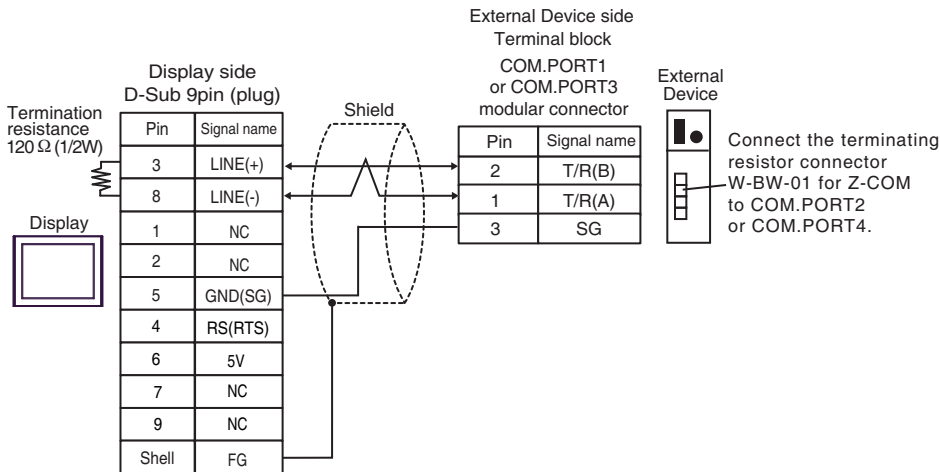 External Device side
Terminal block
COM.PORT1
or COM.PORT3
modular connector
Display side
D-Sub 9pin (plug)
Shield
External
Device
Termination
resistance
120 Ω (1/2W)
Pin Signal name
3 LINE(+)
8 LINE(-)
1 NC
2 NC
5 GND(SG)
4 RS(RTS)
6 5V
7 NC
9 NC
Shell FG
Display
Pin Signal name
2 T/R(B)
1 T/R(A)
3 SG
Connect the terminating
resistor connector
W-BW-01 for Z-COM
to COM.PORT2
or COM.PORT4.